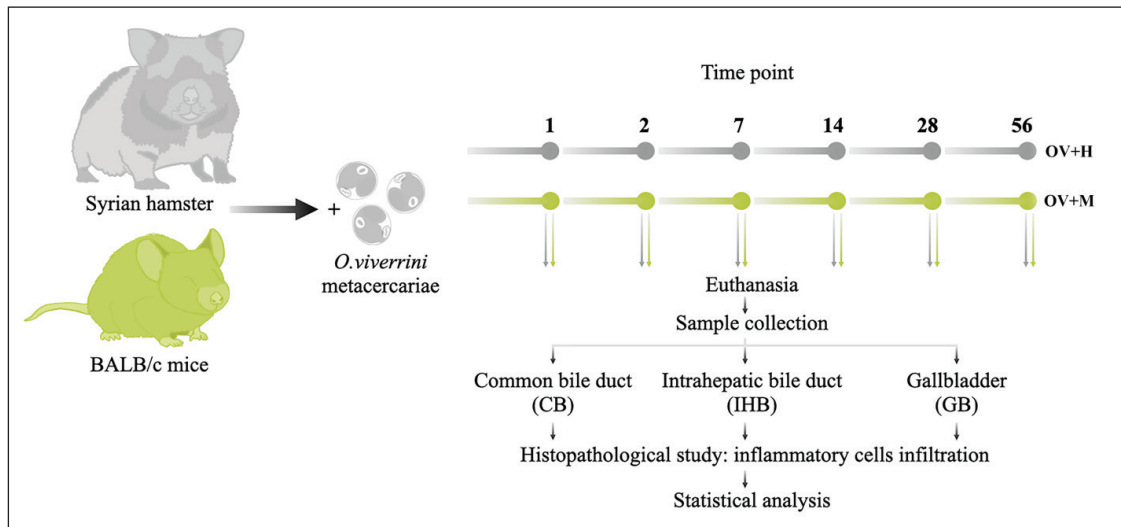 Syrian hamster
BALB/c mice
+
O.viverrini
metacercariae
Time point
1 2 7 14 28 56
OV+H
OV+M
Euthanasia
Sample collection
Common bile duct
(CB)
Intrahepatic bile duct
(IHB)
Gallbladder
(GB)
Histopathological study: inflammatory cells infiltration
Statistical analysis